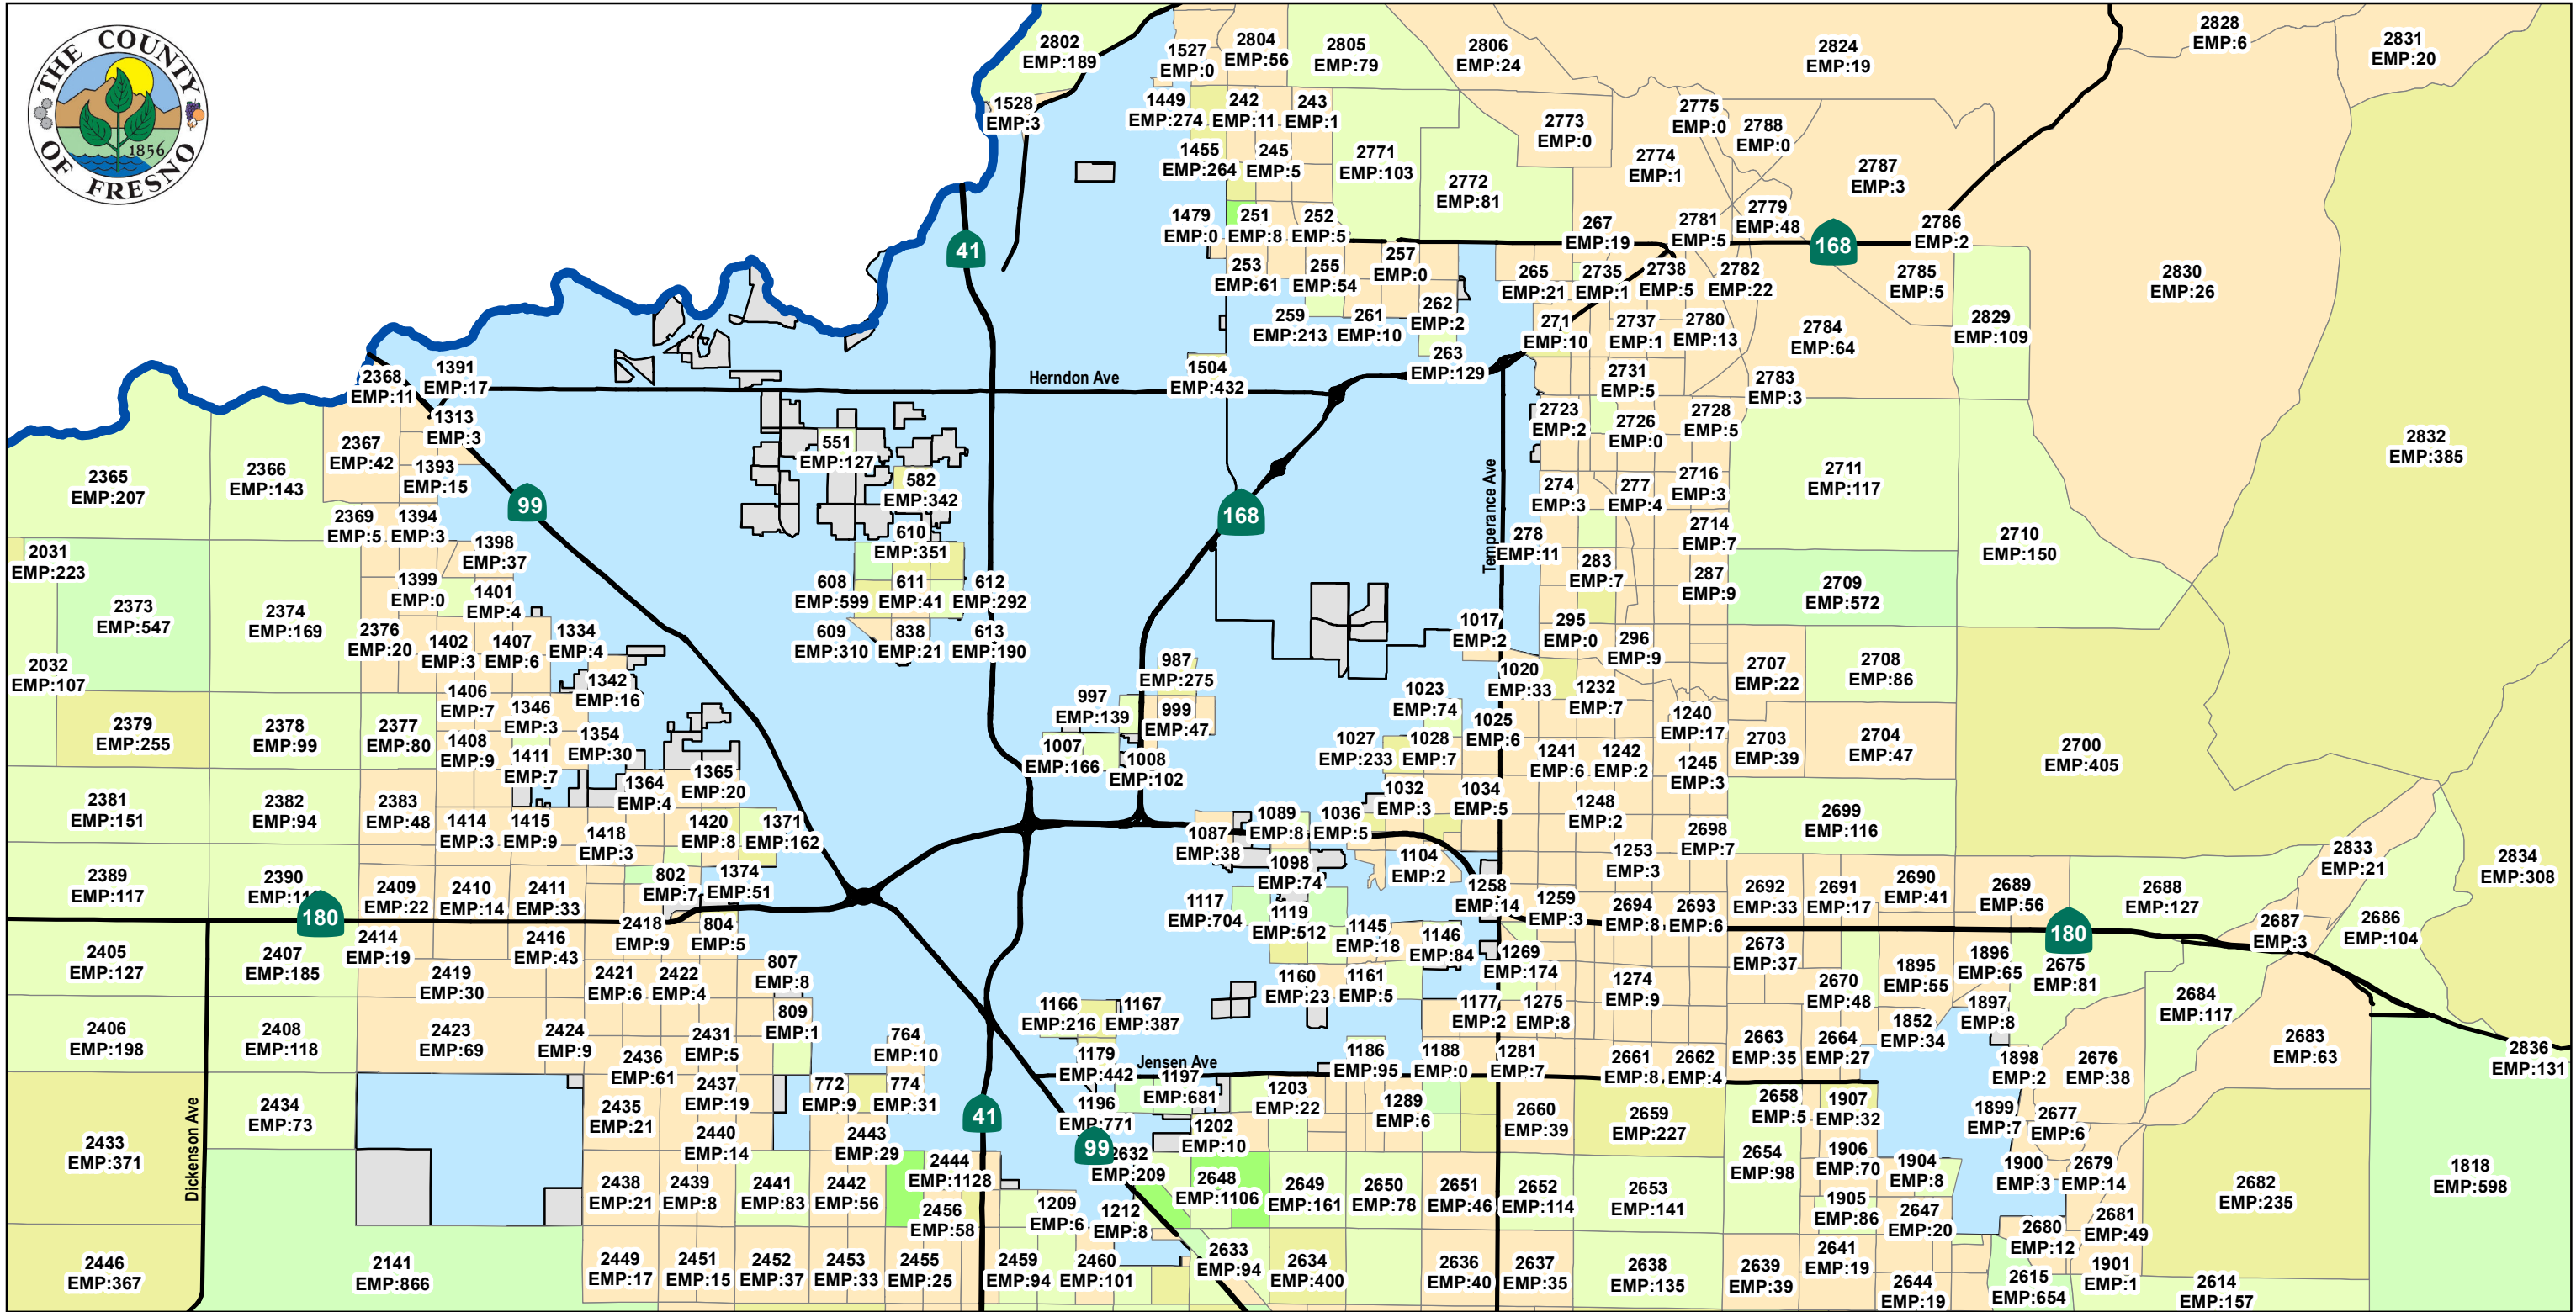 THE COUNTY
OF FRESNO
1856
2802
EMP:189
1527
EMP:0
2804
EMP:56
2805
EMP:79
2806
EMP:24
2824
EMP:19
2828
EMP:6
2831
EMP:20
1528
EMP:3
1449
EMP:274
242
EMP:11
243
EMP:1
2773
EMP:0
2775
EMP:0
2788
EMP:0
1455
EMP:264
245
EMP:5
2771
EMP:103
2772
EMP:81
2774
EMP:1
2787
EMP:3
1479
EMP:0
251
EMP:8
252
EMP:5
267
EMP:19
2781
EMP:5
2779
EMP:48
168
2786
EMP:2
41
253
EMP:61
255
EMP:54
257
EMP:0
265
EMP:21
2735
EMP:1
2738
EMP:5
2782
EMP:22
2785
EMP:5
2830
EMP:26
259
EMP:213
261
EMP:10
262
EMP:2
271
EMP:10
2737
EMP:1
2780
EMP:13
2784
EMP:64
2829
EMP:109
2368
EMP:11
1391
EMP:17
Herndon Ave
1504
EMP:432
263
EMP:129
2731
EMP:5
2783
EMP:3
1313
EMP:3
2367
EMP:42
1393
EMP:15
551
EMP:127
582
EMP:342
2723
EMP:2
2726
EMP:0
2728
EMP:5
2832
EMP:385
2365
EMP:207
2366
EMP:143
99
168
Temperance Ave
274
EMP:3
277
EMP:4
2716
EMP:3
2711
EMP:117
2369
EMP:5
1394
EMP:3
1398
EMP:37
610
EMP:351
278
EMP:11
2714
EMP:7
2710
EMP:150
2031
EMP:223
2373
EMP:547
2374
EMP:169
1399
EMP:0
1401
EMP:4
608
EMP:599
611
EMP:41
612
EMP:292
283
EMP:7
287
EMP:9
2709
EMP:572
2032
EMP:107
2376
EMP:20
1402
EMP:3
1407
EMP:6
1334
EMP:4
609
EMP:310
838
EMP:21
613
EMP:190
1017
EMP:2
295
EMP:0
296
EMP:9
2379
EMP:255
2378
EMP:99
2377
EMP:80
1406
EMP:7
1346
EMP:3
1342
EMP:16
997
EMP:139
987
EMP:275
999
EMP:47
1023
EMP:74
1020
EMP:33
1232
EMP:7
2707
EMP:22
2708
EMP:86
1408
EMP:9
1411
EMP:7
1354
EMP:30
1007
EMP:166
1008
EMP:102
1027
EMP:233
1028
EMP:7
1025
EMP:6
1241
EMP:6
1242
EMP:2
1240
EMP:17
1245
EMP:3
2703
EMP:39
2704
EMP:47
2700
EMP:405
2381
EMP:151
2382
EMP:94
2383
EMP:48
1414
EMP:3
1415
EMP:9
1418
EMP:3
1364
EMP:4
1365
EMP:20
1420
EMP:8
1371
EMP:162
1087
EMP:38
1089
EMP:8
1036
EMP:5
1032
EMP:3
1034
EMP:5
1248
EMP:2
2698
EMP:7
2699
EMP:116
2389
EMP:117
2390
180
2409
EMP:22
2410
EMP:14
2411
EMP:33
802
EMP:7
1374
EMP:51
1098
EMP:74
1104
EMP:2
1253
EMP:3
2833
EMP:21
2834
EMP:308
1117
EMP:704
1119
EMP:512
1145
EMP:18
1146
EMP:84
1258
EMP:14
1259
EMP:3
2694
EMP:8
2693
EMP:6
2692
EMP:33
2691
EMP:17
2690
EMP:41
2689
EMP:56
2688
EMP:127
180
2687
EMP:3
2686
EMP:104
2405
EMP:127
2407
EMP:185
2414
EMP:19
2416
EMP:43
2418
EMP:9
804
EMP:5
2419
EMP:30
2421
EMP:6
2422
EMP:4
807
EMP:8
1160
EMP:23
1161
EMP:5
1269
EMP:174
1274
EMP:9
2673
EMP:37
2670
EMP:48
1895
EMP:55
1896
EMP:65
2675
EMP:81
2684
EMP:117
2406
EMP:198
2408
EMP:118
2423
EMP:69
2424
EMP:9
2431
EMP:5
809
EMP:1
764
EMP:10
1166
EMP:216
1167
EMP:387
1177
EMP:2
1275
EMP:8
1852
EMP:34
1897
EMP:8
2683
EMP:63
2836
EMP:131
2436
EMP:61
1179
EMP:442
Jensen Ave
1186
EMP:95
1188
EMP:0
1281
EMP:7
2661
EMP:8
2662
EMP:4
2663
EMP:35
2664
EMP:27
1898
EMP:2
2676
EMP:38
Dickenson Ave
2434
EMP:73
2435
EMP:21
2437
EMP:19
772
EMP:9
774
EMP:31
41
1197
EMP:681
1203
EMP:22
1289
EMP:6
2660
EMP:39
2659
EMP:227
2658
EMP:5
1907
EMP:32
1899
EMP:7
2677
EMP:6
2433
EMP:371
2440
EMP:14
2443
EMP:29
1196
EMP:771
99
1202
EMP:10
2632
EMP:209
2654
EMP:98
1906
EMP:70
1904
EMP:8
1900
EMP:3
2679
EMP:14
2438
EMP:21
2439
EMP:8
2441
EMP:83
2442
EMP:56
2444
EMP:1128
2456
EMP:58
1209
EMP:6
1212
EMP:8
2648
EMP:1106
2649
EMP:161
2650
EMP:78
2651
EMP:46
2652
EMP:114
2653
EMP:141
1905
EMP:86
2647
EMP:20
2680
EMP:12
2681
EMP:49
2682
EMP:235
1818
EMP:598
2446
EMP:367
2141
EMP:866
2449
EMP:17
2451
EMP:15
2452
EMP:37
2453
EMP:33
2455
EMP:25
2459
EMP:94
2460
EMP:101
2633
EMP:94
2634
EMP:400
2636
EMP:40
2637
EMP:35
2638
EMP:135
2639
EMP:39
2641
EMP:19
2644
EMP:19
2615
EMP:654
1901
EMP:1
2614
EMP:157